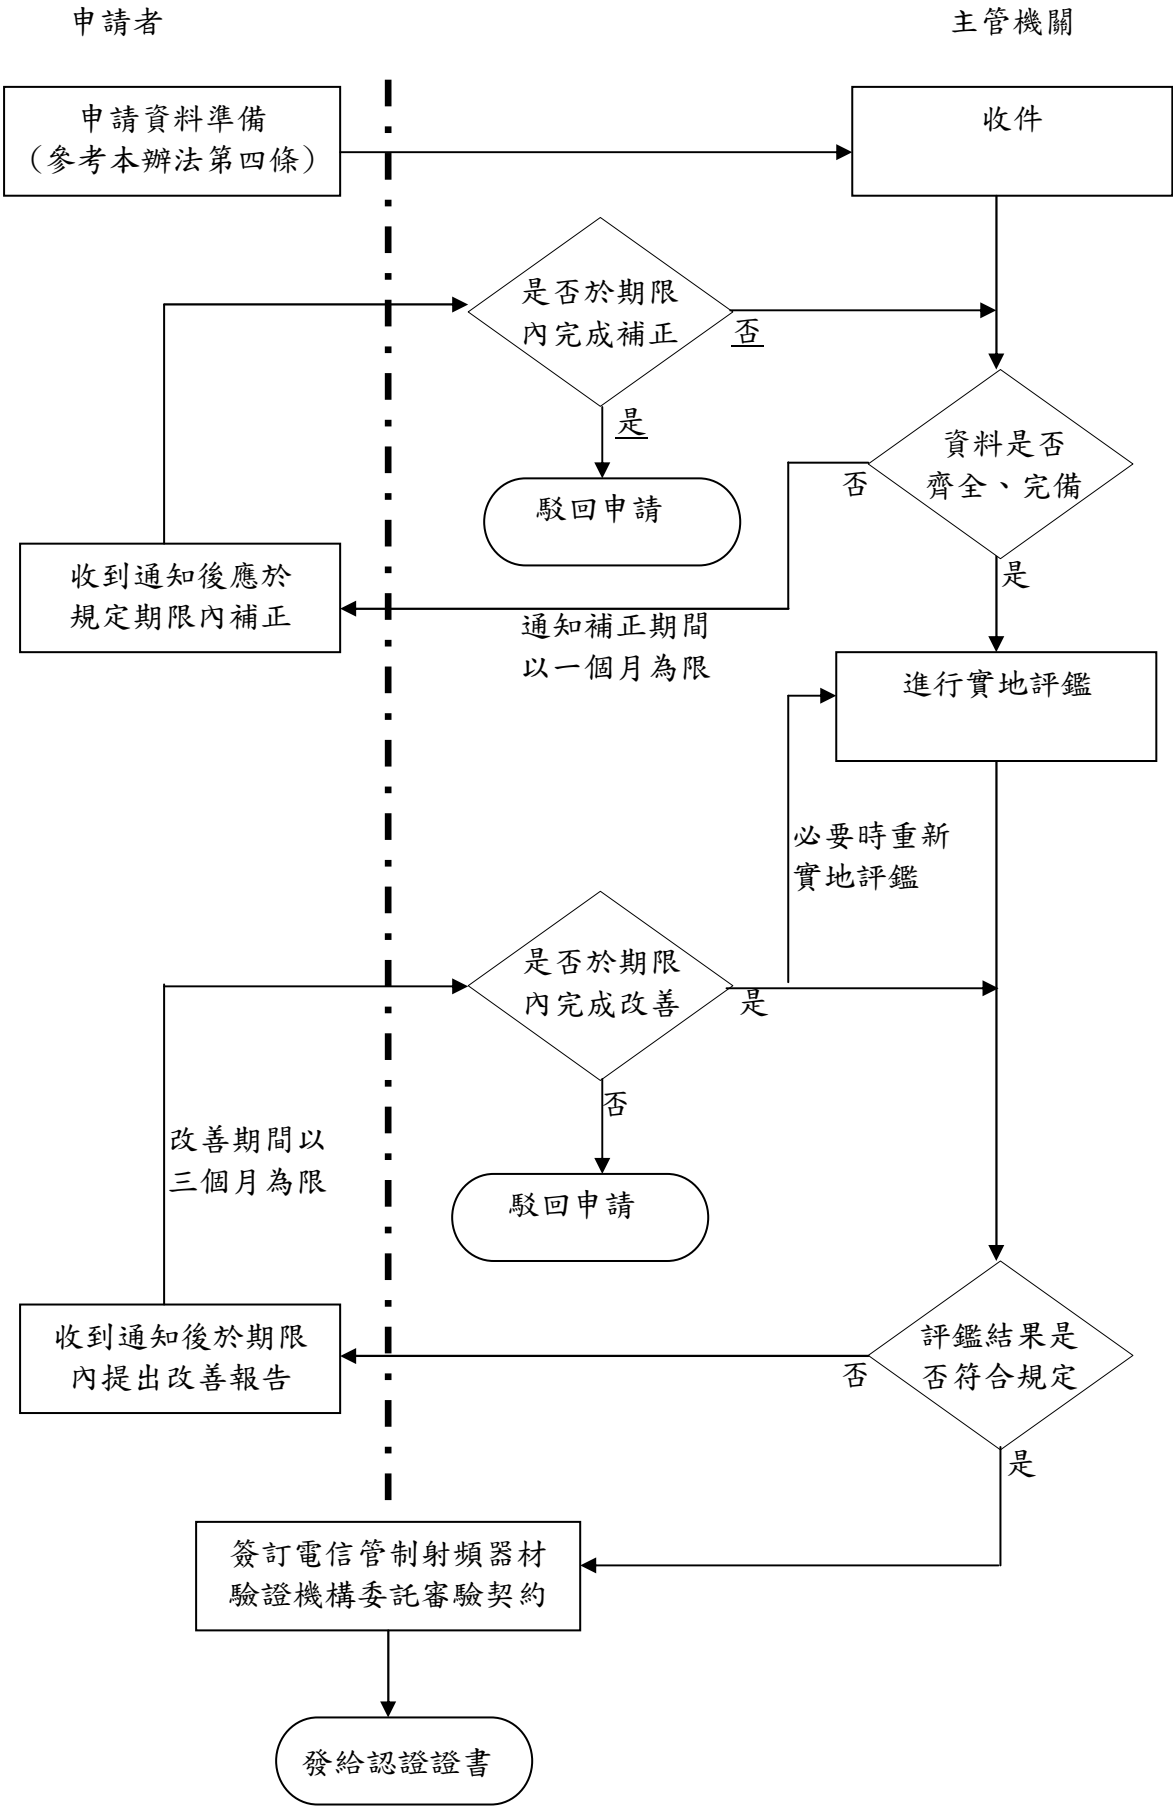 申請者
主管機關
申請資料準備
（參考本辦法第四條）
收件
是否於期限
內完成補正
否
是
駁回申請
資料是否
齊全、完備
否
是
收到通知後應於
規定期限內補正
通知補正期間
以一個月為限
進行實地評鑑
必要時重新
實地評鑑
是否於期限
內完成改善
是
否
駁回申請
改善期間以
三個月為限
收到通知後於期限
內提出改善報告
評鑑結果是
否符合規定
否
是
簽訂電信管制射頻器材
驗證機構委託審驗契約
發給認證證書